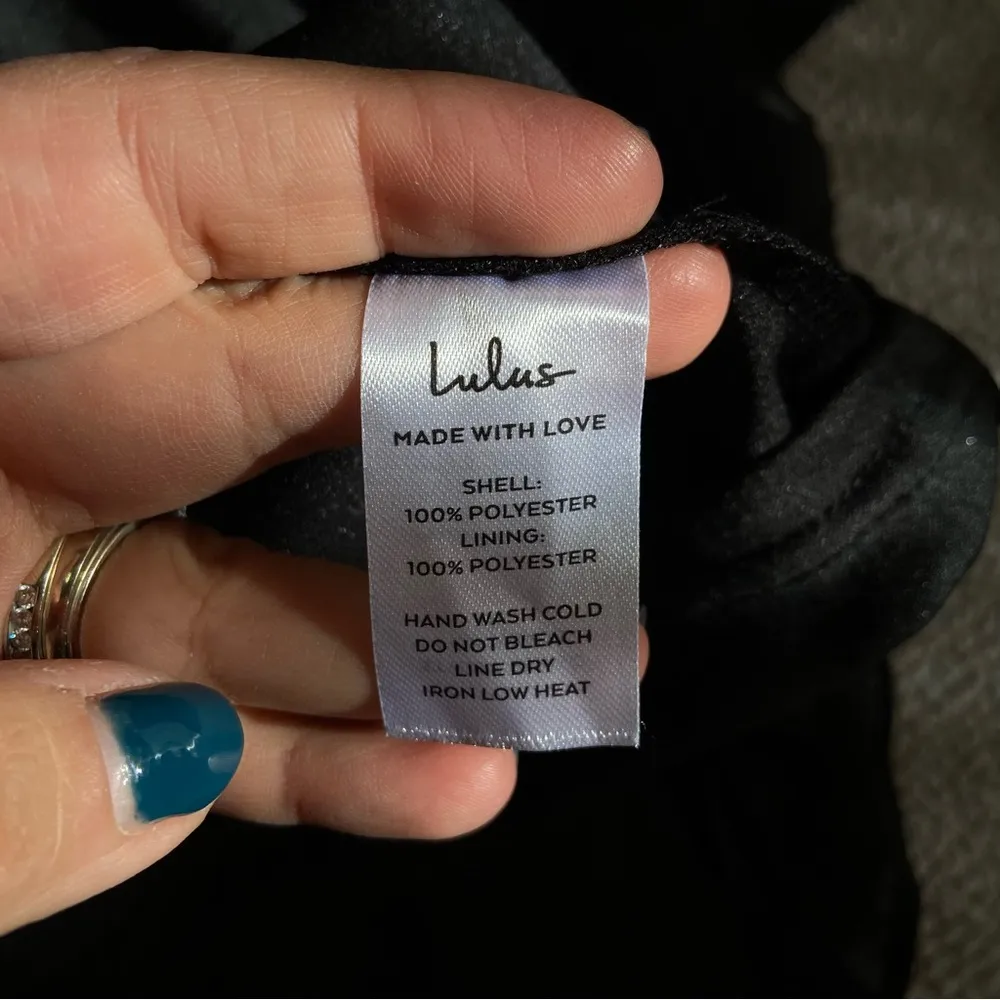 Lulus
MADE WITH LOVE
SHELL:
100% POLYESTER
LINING:
100% POLYESTER
HAND WASH COLD
DO NOT BLEACH
LINE DRY
IRON LOW HEAT